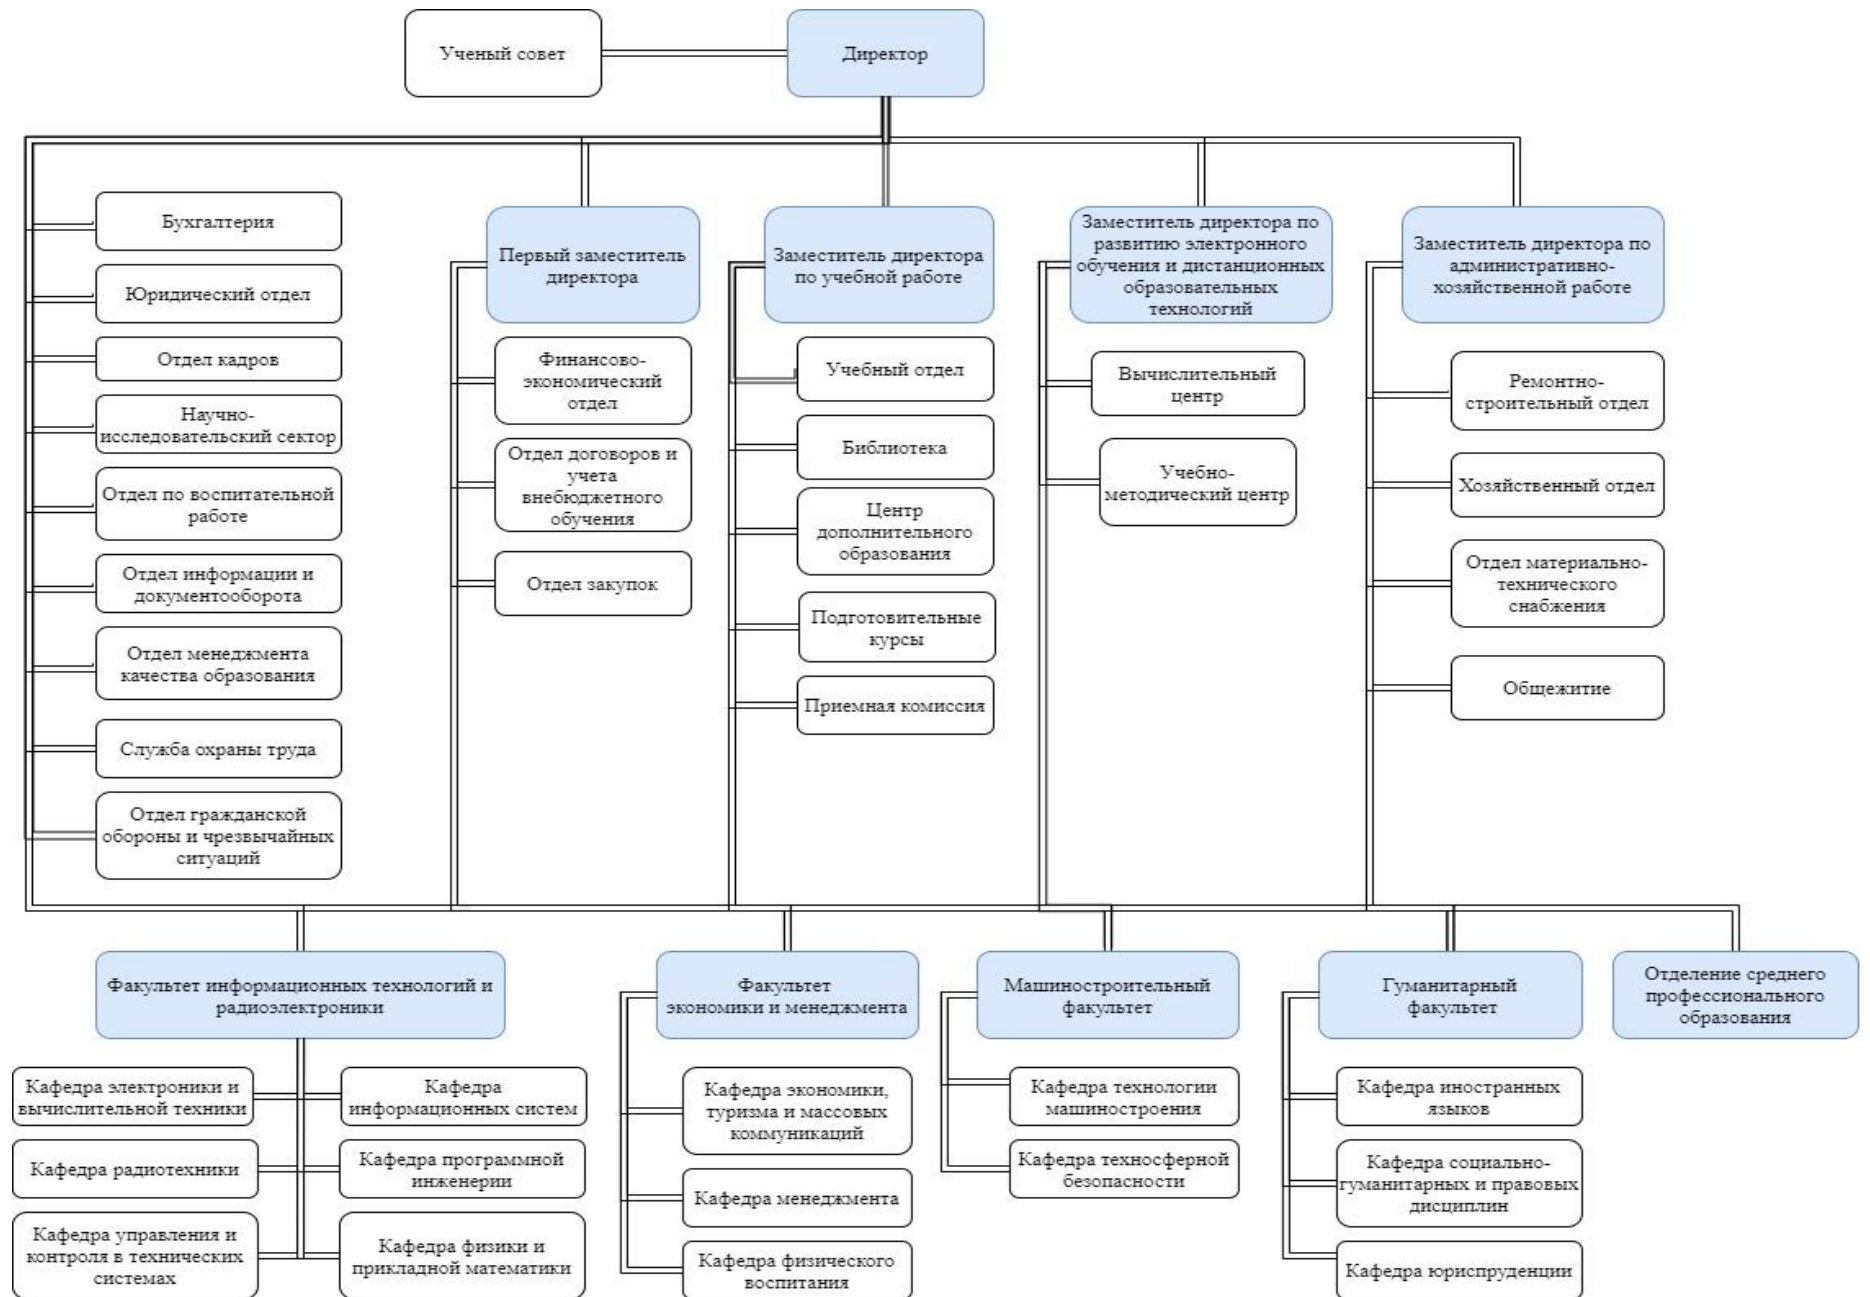 Ученый совет
Директор
Бухгалтерия
Юридический отдел
Отдел кадров
Научно-
исследовательский сектор
Отдел по воспитательной
работе
Отдел информации и
документооборота
Отдел менеджмента
качества образования
Служба охраны труда
Отдел гражданской
обороны и чрезвычайных
ситуаций
Первый заместитель
директора
Финансово-
экономический
отдел
Отдел договоров и
учета
внебюджетного
обучения
Отдел закупок
Заместитель директора
по учебной работе
Учебный отдел
Библиотека
Центр
дополнительного
образования
Подготовительные
курсы
Приемная комиссия
Заместитель директора по
развитию электронного
обучения и дистанционных
образовательных
технологий
Вычислительный
центр
Учебно-
методический центр
Заместитель директора по
административно-
хозяйственной работе
Ремонтно-
строительный отдел
Хозяйственный отдел
Отдел материально-
технического
снабжения
Общежитие
Факультет информационных технологий и
радиоэлектроники
Кафедра электроники и
вычислительной техники
Кафедра
информационных систем
Кафедра радиотехники
Кафедра программной
инженерии
Кафедра управления и
контроля в технических
системах
Кафедра физики и
прикладной математики
Факультет
экономики и менеджмента
Кафедра экономики,
туризма и массовых
коммуникаций
Кафедра менеджмента
Кафедра физического
воспитания
Машиностроительный
факультет
Кафедра технологии
машиностроения
Кафедра техносферной
безопасности
Гуманитарный
факультет
Кафедра иностранных
языков
Кафедра социально-
гуманитарных и правовых
дисциплин
Кафедра юриспруденции
Отделение среднего
профессионального
образования